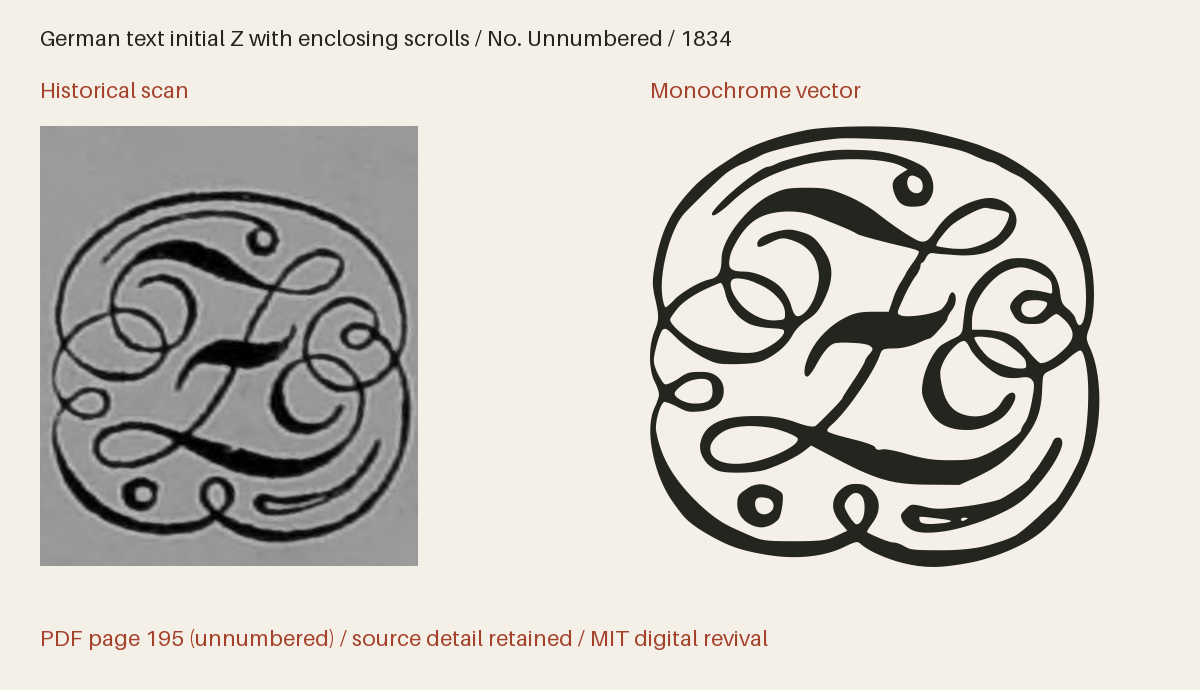 German text initial Z with enclosing scrolls / No. Unnumbered / 1834
Historical scan
Monochrome vector
Z
Z
PDF page 195 (unnumbered) / source detail retained / MIT digital revival